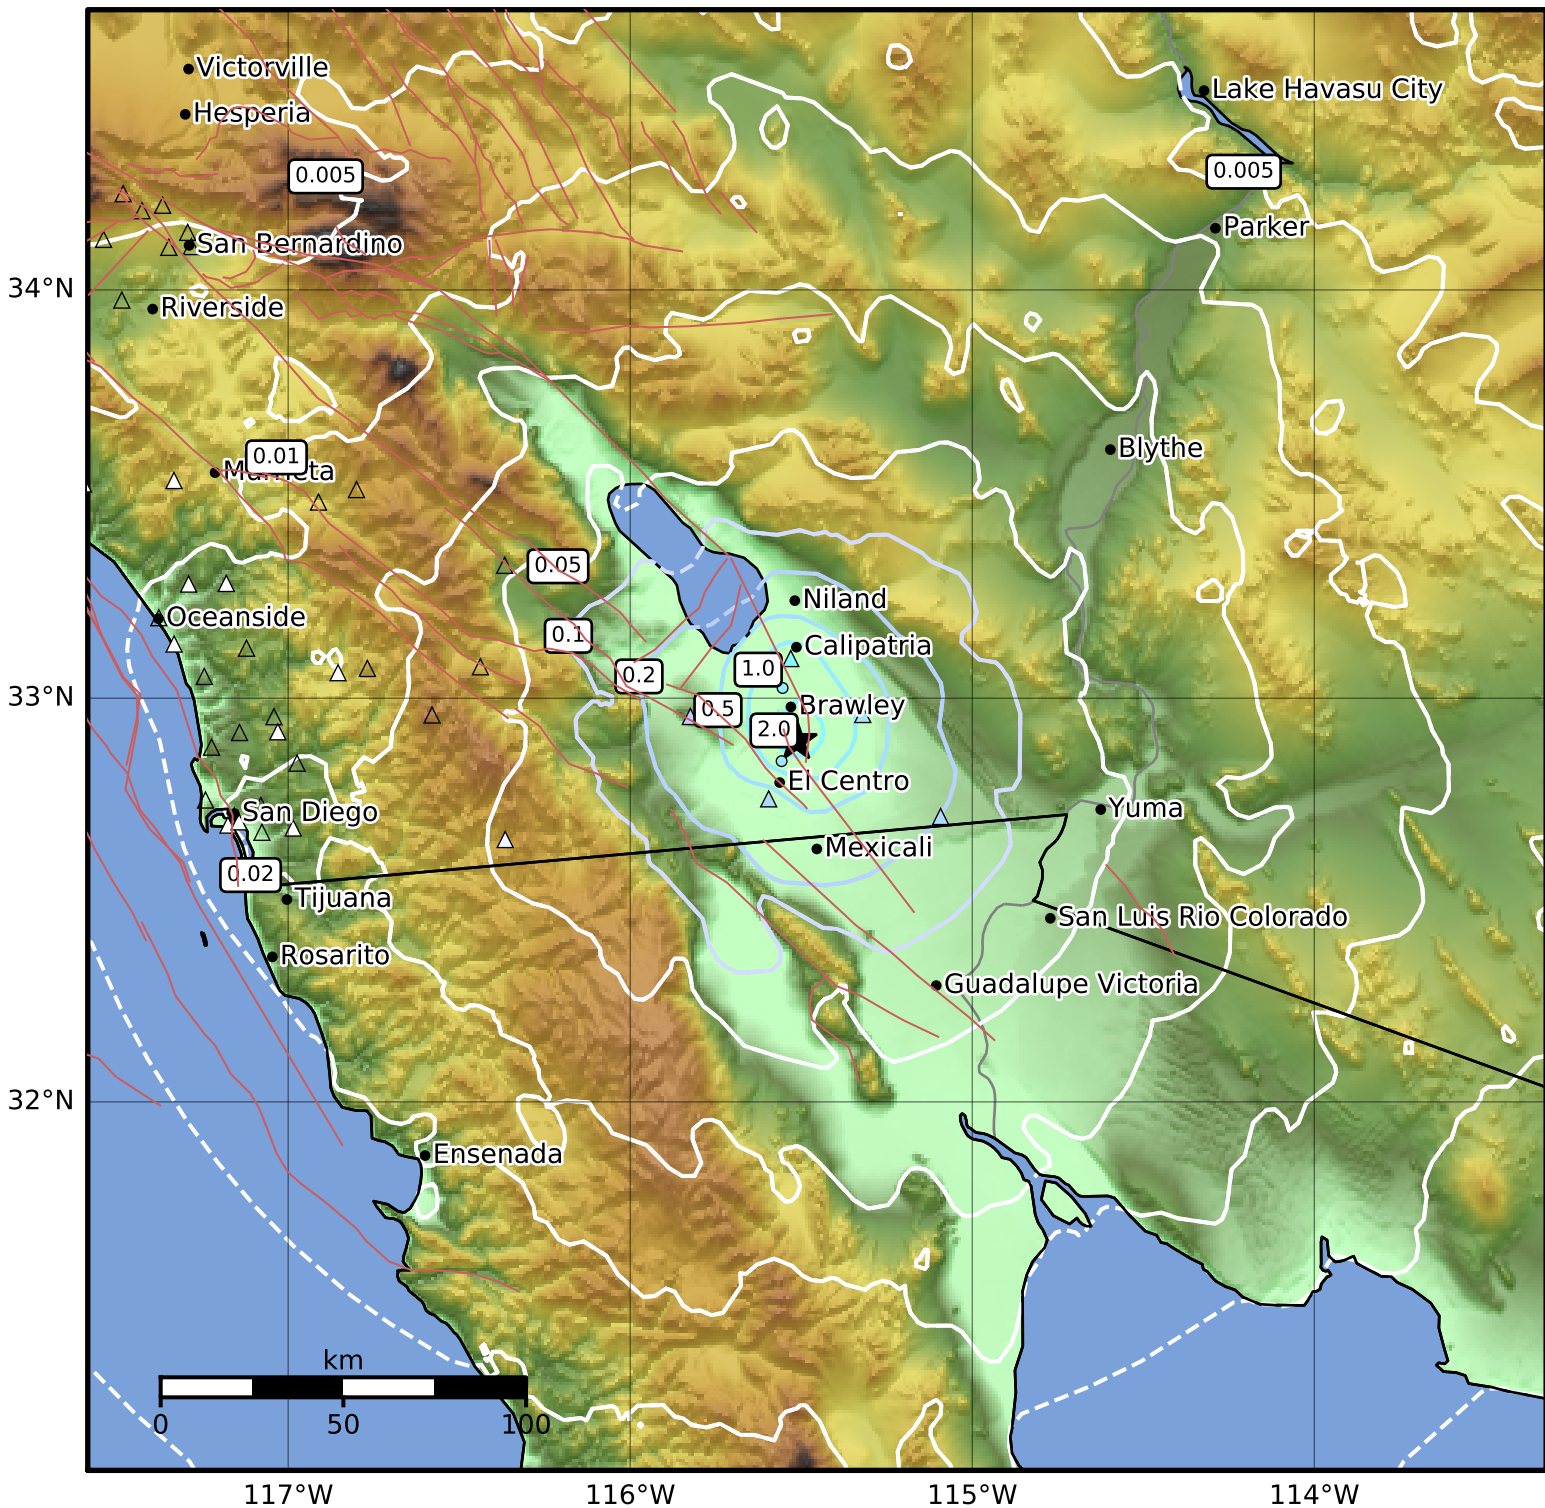 Victorville
Lake Havasu City
Hesperia
0.005
0.005
Parker
San Bernardino
34°N
Riverside
Blythe
0.01
Murrieta
0.05
Niland
Oceanside
0.1
Calipatria
0.2
1.0
33°N
0.5
Brawley
2.0
El Centro
San Diego
Yuma
Mexicali
0.02
Tijuana
San Luis Rio Colorado
Rosarito
Guadalupe Victoria
32°N
Ensenada
km
0 50 100
117°W 116°W 115°W 114°W